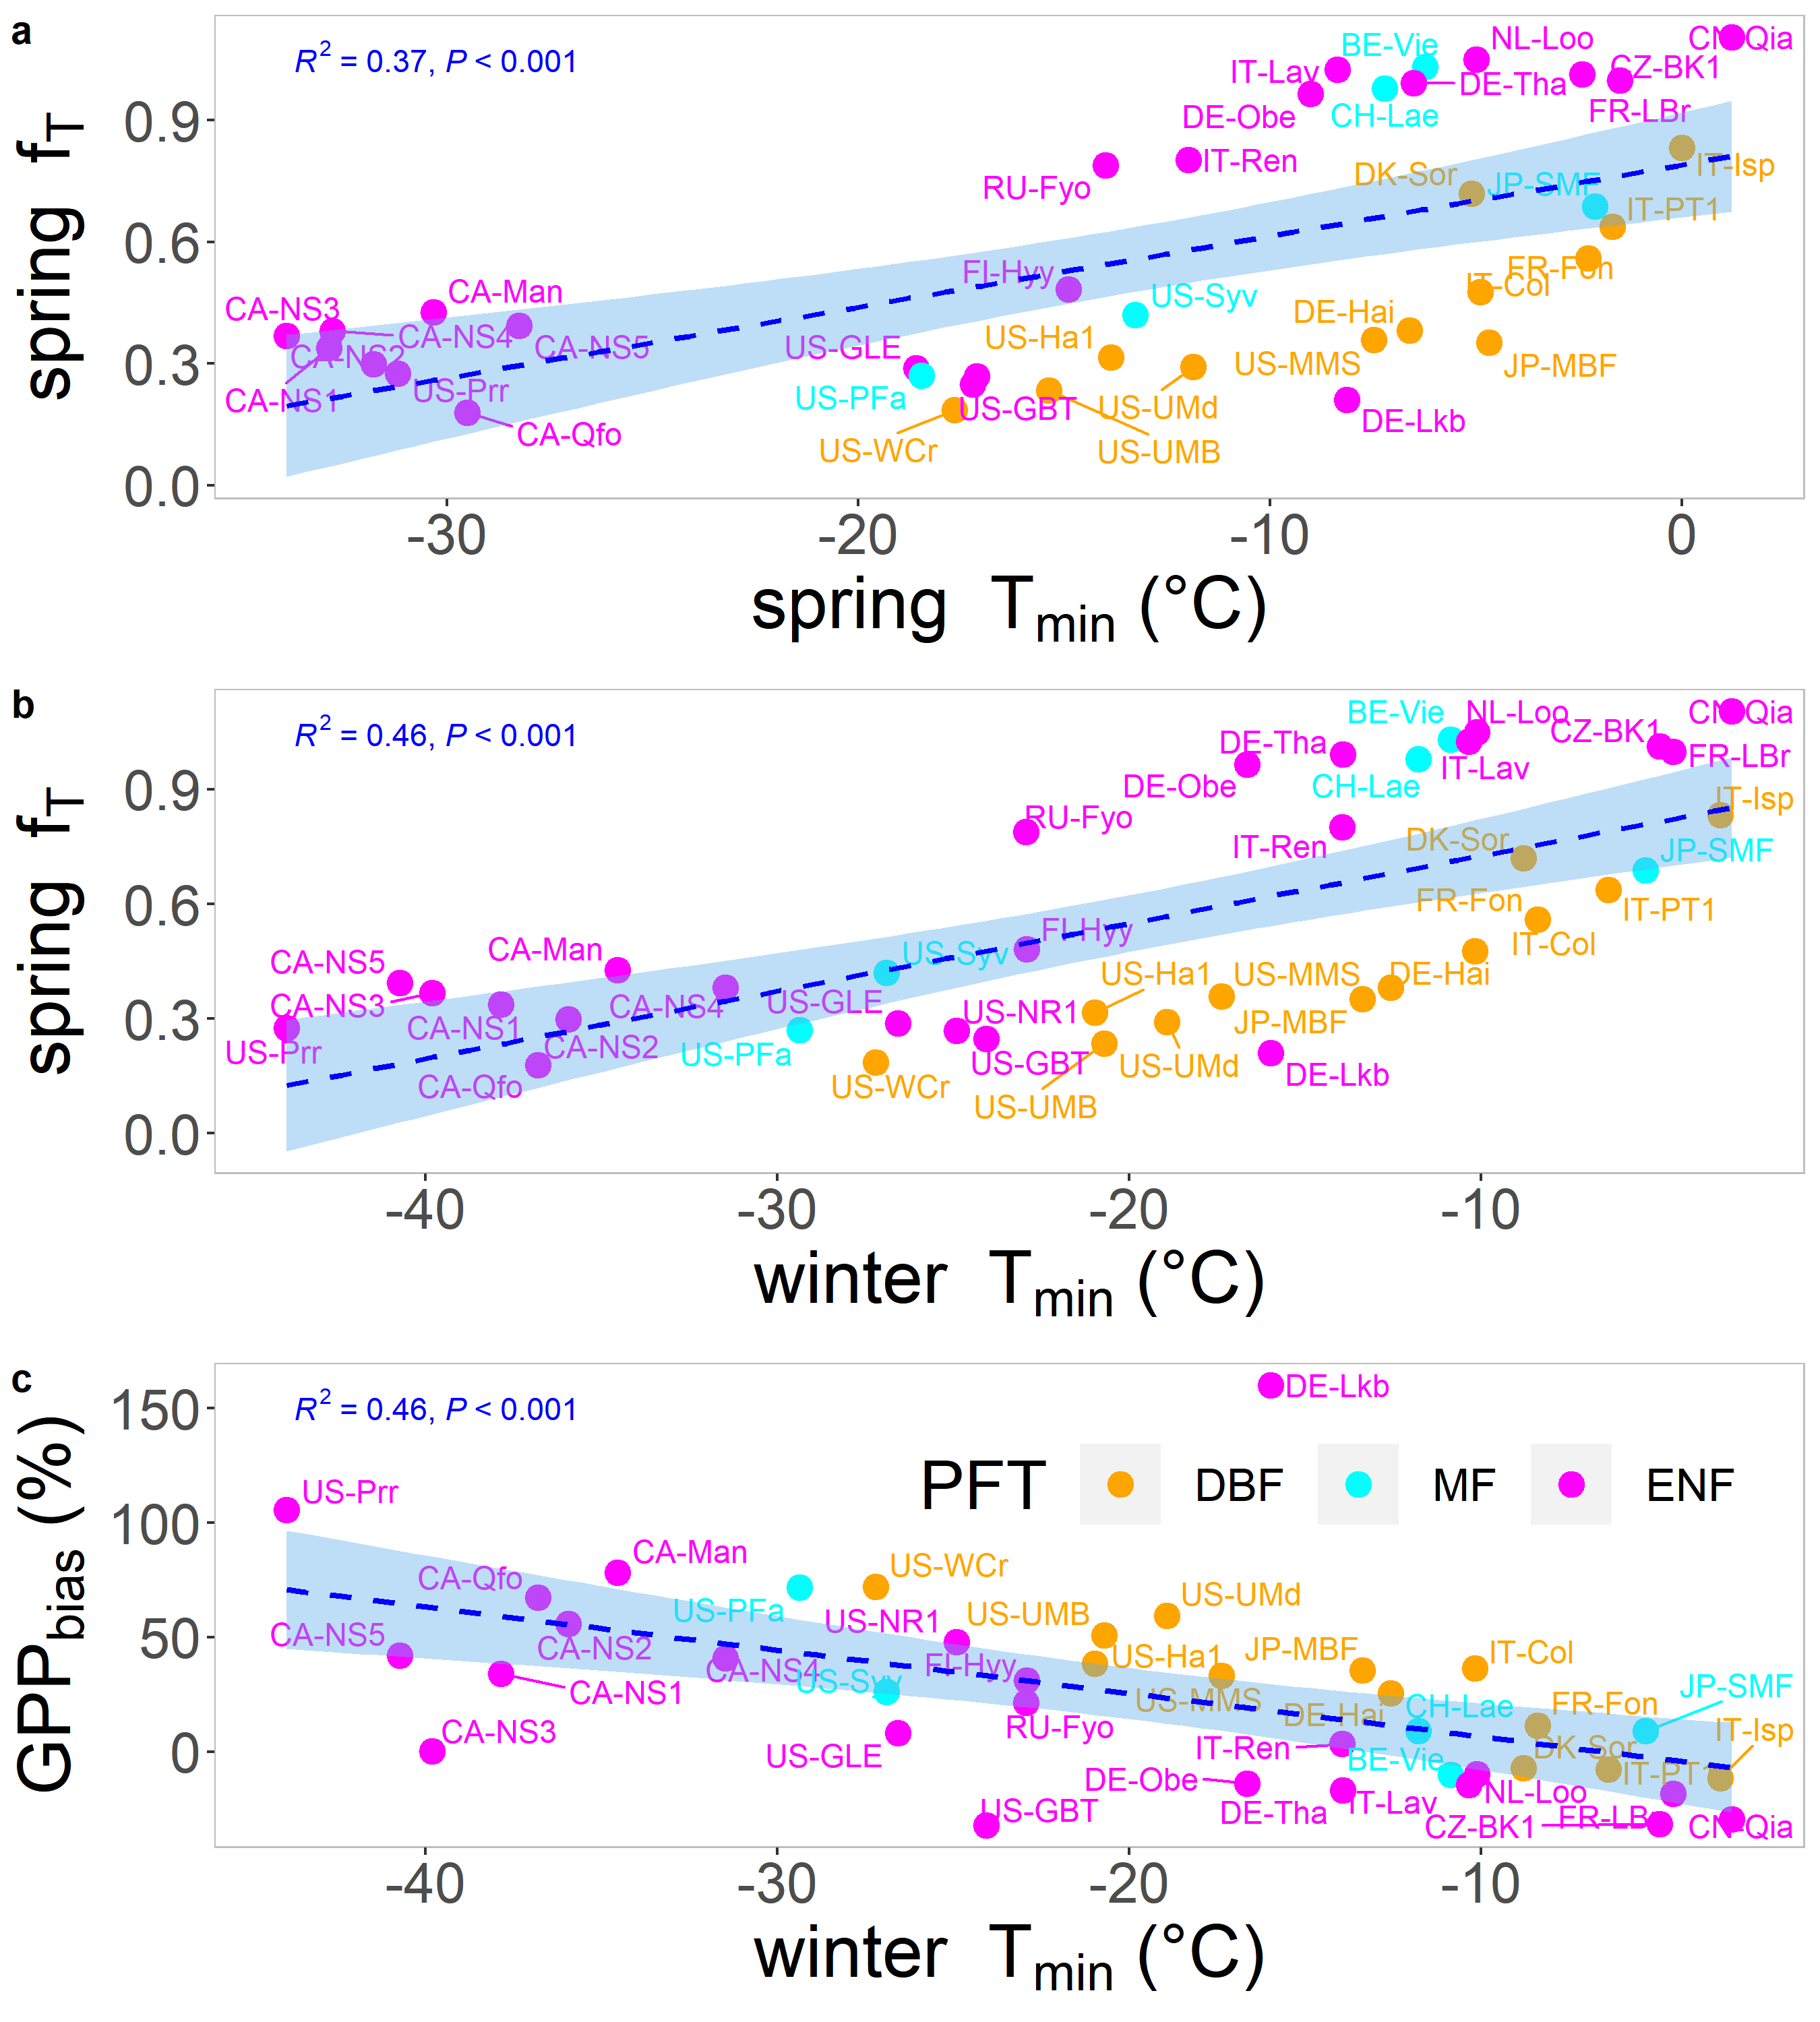 a
R² = 0.37, P < 0.001
BE-Vie
NL-Loo
CN-Qia
IT-Lav
DE-Tha
CZ-BK1
DE-Obe
CH-Lae
FR-LBr
IT-Ren
RU-Fyo
DK-Sor
JP-SMF
IT-Isp
IT-PT1
FI-Hyy
FR-Fon
IT-Col
CA-NS3
CA-Man
US-Syv
DE-Hai
CA-NS4
CA-NS2
CA-NS5
US-GLE
US-Ha1
US-MMS
JP-MBF
CA-NS1
US-Prr
US-PFa
US-GBT
US-UMd
DE-Lkb
CA-Qfo
US-WCr
US-UMB
0.9
0.6
0.3
0.0
spring fT
-30
-20
-10
0
spring Tmin (°C)
b
R² = 0.46, P < 0.001
BE-Vie
NL-Loo
CN-Qia
DE-Tha
CZ-BK1
FR-LBr
DE-Obe
CH-Lae
IT-Lav
IT-Isp
RU-Fyo
IT-Ren
DK-Sor
JP-SMF
FR-Fon
IT-PT1
FI-Hyy
IT-Col
CA-NS5
CA-Man
US-Syv
US-Ha1
US-MMS
DE-Hai
CA-NS3
CA-NS4
US-GLE
US-NR1
JP-MBF
CA-NS1
US-Prr
CA-NS2
US-PFa
US-GBT
US-UMd
DE-Lkb
CA-Qfo
US-WCr
US-UMB
0.9
0.6
0.3
0.0
spring fT
-40
-30
-20
-10
winter Tmin (°C)
c
R² = 0.46, P < 0.001
DE-Lkb
PFT
DBF
MF
ENF
US-Prr
CA-Man
US-WCr
CA-Qfo
US-PFa
US-UMB
US-UMd
US-NR1
CA-NS5
CA-NS2
US-Ha1
JP-MBF
IT-Col
CA-NS4
FI-Hyy
US-Syv
CA-NS1
US-MMS
DE-Hai
CH-Lae
FR-Fon
JP-SMF
CA-NS3
RU-Fyo
IT-Ren
BE-Vie
DK-Sor
IT-Isp
US-GLE
DE-Obe
IT-PT1
NL-Loo
US-GBT
DE-Tha
IT-Lav
CZ-BK1
FR-LBr
CN-Qia
150
100
50
0
GPPbias (%)
-40
-30
-20
-10
winter Tmin (°C)